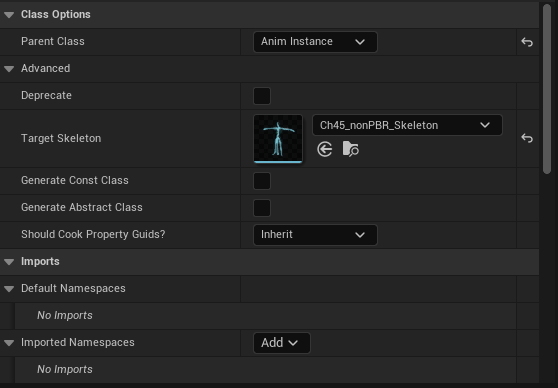 Class Options
Parent Class Anim Instance
Advanced
Deprecate
Target Skeleton Ch45_nonPBR_Skeleton
Generate Const Class
Generate Abstract Class
Should Cook Property Guids? Inherit
Imports
Default Namespaces
No Imports
Imported Namespaces Add
No Imports